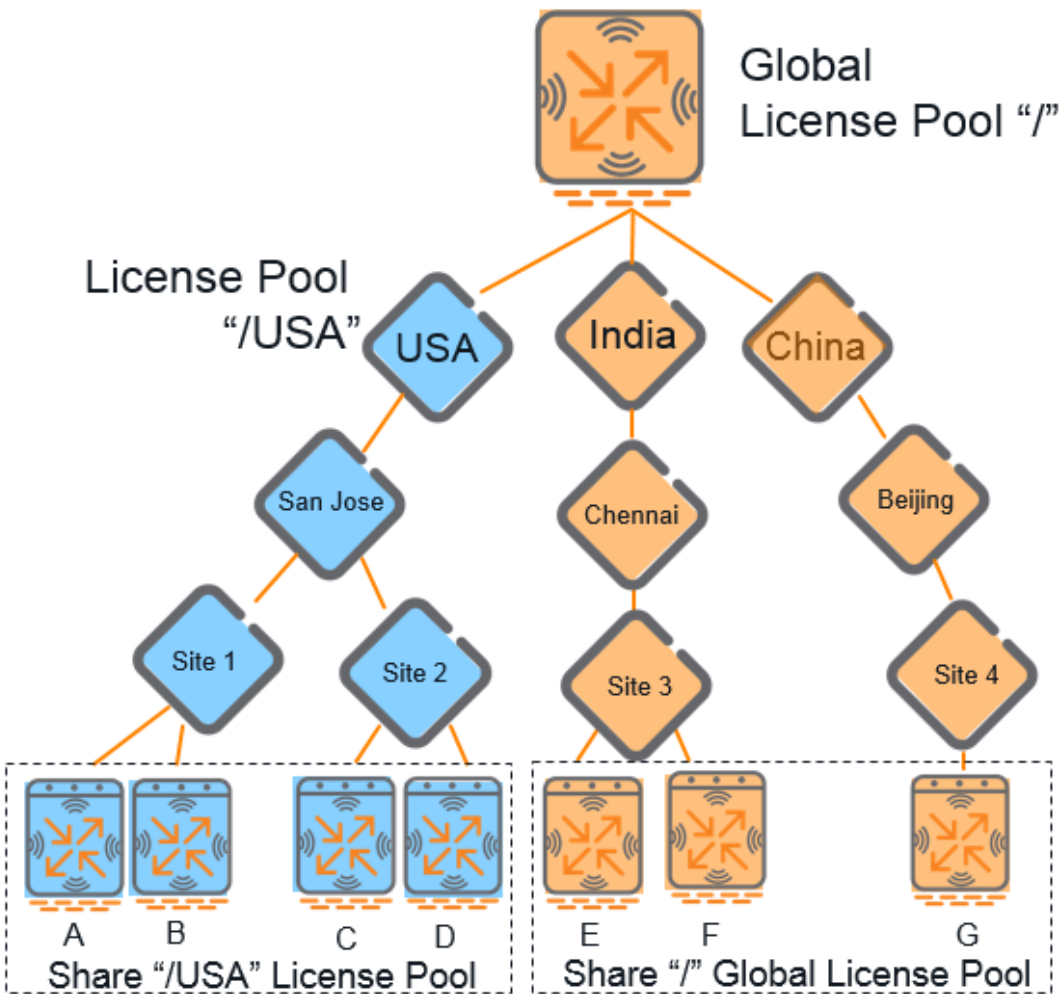 Global
License Pool “/”
License Pool
“/USA”
USA
India
China
San Jose
Chennai
Beijing
Site 1
Site 2
Site 3
Site 4
A
B
C
D
E
F
G
Share “/USA” License Pool
Share “/” Global License Pool